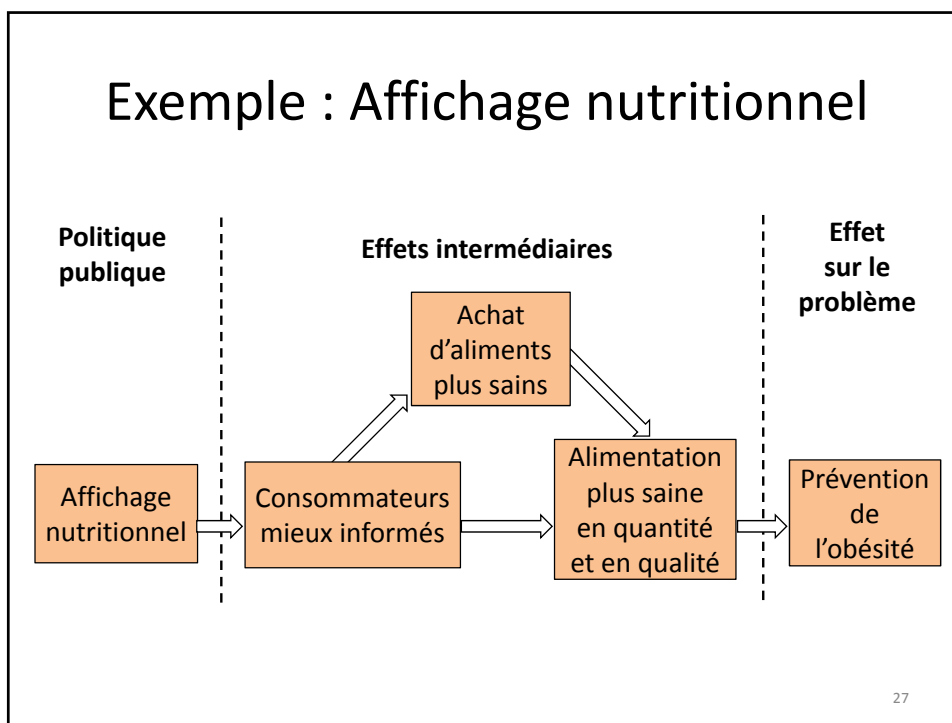 Exemple : Affichage nutritionnel
Politique
publique
Effets intermédiaires
Effet
sur le
problème
Achat
d’aliments
plus sains
Affichage
nutritionnel
Consommateurs
mieux informés
Alimentation
plus saine
en quantité
et en qualité
Prévention
de
l’obésité
27